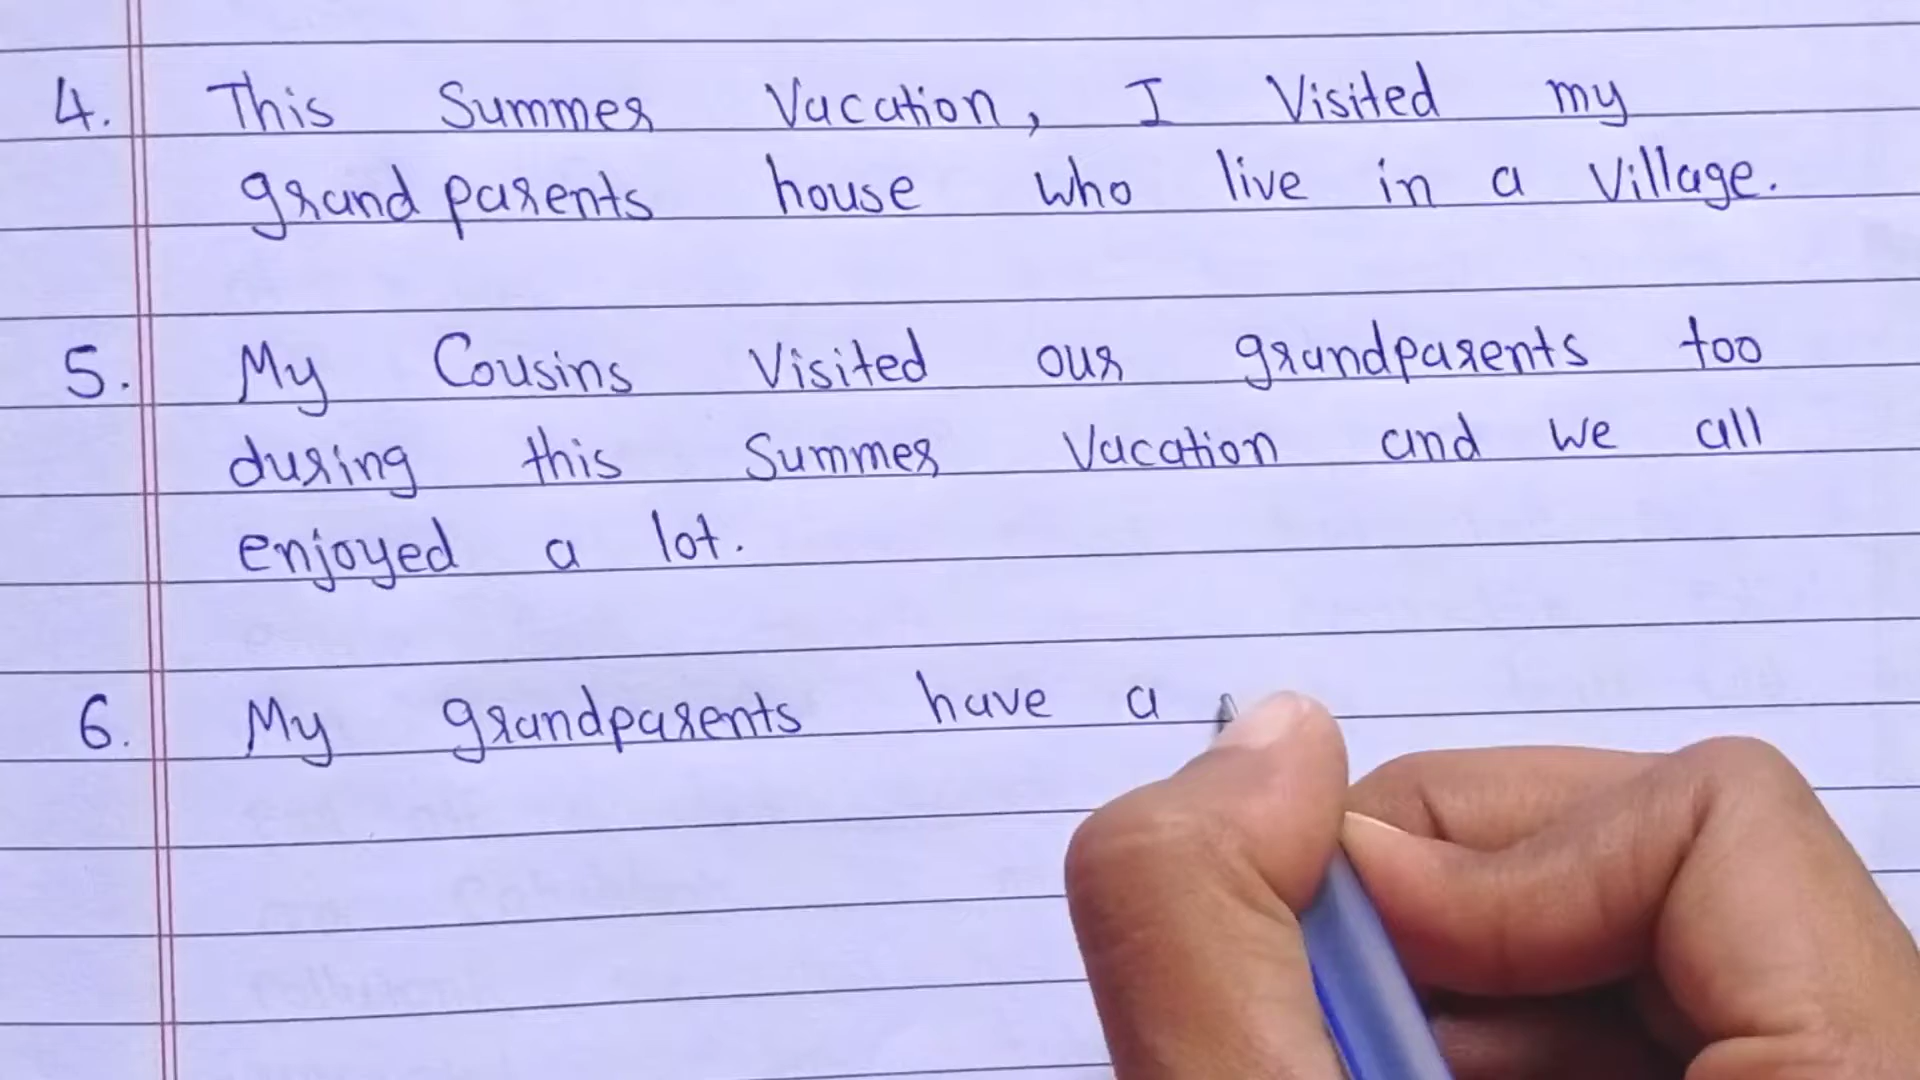 4. This Summer Vacation, I Visited my
grand parents house who live in a Village.
5. My Cousins Visited our grandparents too
during this Summer Vacation and we all
enjoyed a lot.
6. My grandparents have a